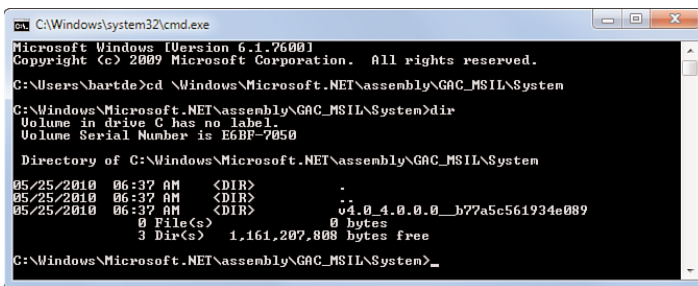 C:\Windows\system32\cmd.exe
Microsoft Windows [Version 6.1.7600]
Copyright (c) 2009 Microsoft Corporation.  All rights reserved.
C:\Users\bartde>cd \Windows\Microsoft.NET\assembly\GAC_MSIL\System
C:\Windows\Microsoft.NET\assembly\GAC_MSIL\System>dir
Volume in drive C has no label.
Volume Serial Number is E6BF-7050
Directory of C:\Windows\Microsoft.NET\assembly\GAC_MSIL\System
05/25/2010  06:37 AM    <DIR>          .
05/25/2010  06:37 AM    <DIR>          ..
05/25/2010  06:37 AM    <DIR>          v4.0_4.0.0.0__b77a5c561934e089
0 File(s)              0 bytes
3 Dir(s)   1,161,207,808 bytes free
C:\Windows\Microsoft.NET\assembly\GAC_MSIL\System>_